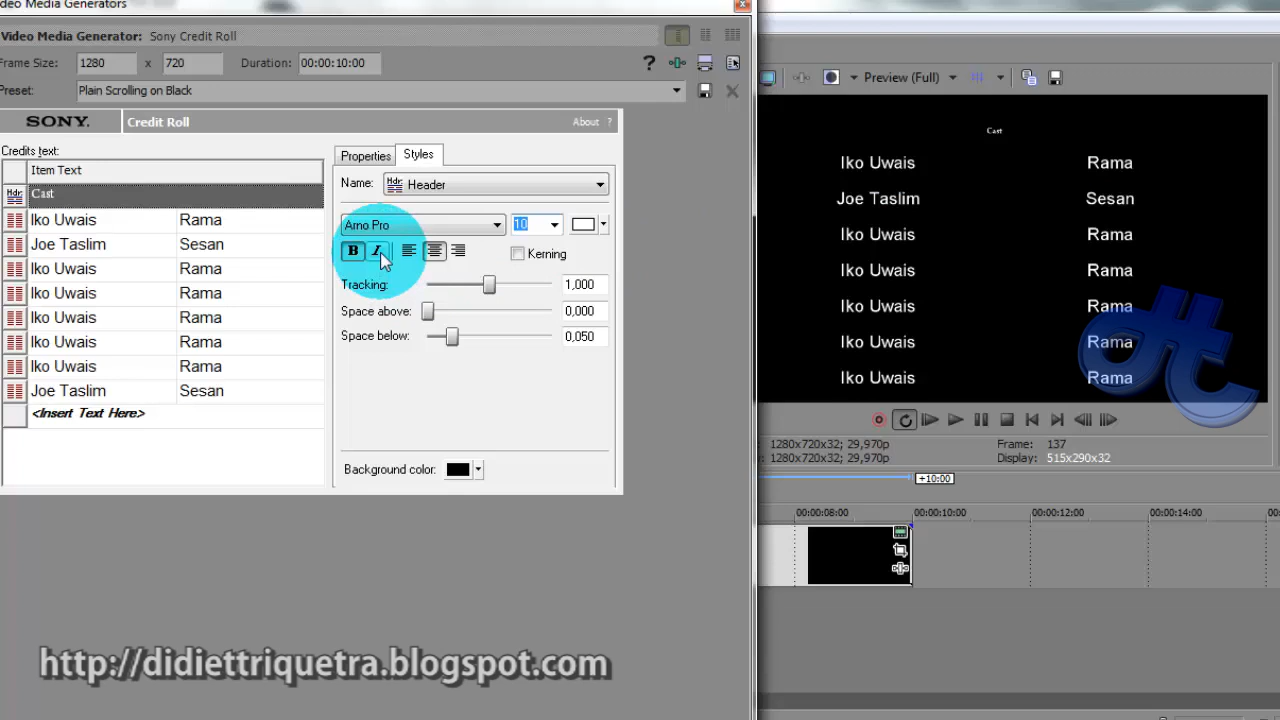 deo Media Generators
Video Media Generator: Sony Credit Roll
Frame Size: 1280 x 720 Duration: 00:00:10:00 ?
Preset: Plain Scrolling on Black
SONY. Credit Roll About ?
Credits text:
Item Text
Hdr: Cast
Iko Uwais Rama
Joe Taslim Sesan
Iko Uwais Rama
Iko Uwais Rama
Iko Uwais Rama
Iko Uwais Rama
Iko Uwais Rama
Joe Taslim Sesan
<Insert Text Here>
Properties Styles
Name: Hdr: Header
Arno Pro 10
B I Kerning
Tracking: 1,000
Space above: 0,000
Space below: 0,050
Background color:
Preview (Full)
Cast
Iko Uwais Rama
Joe Taslim Sesan
Iko Uwais Rama
Iko Uwais Rama
Iko Uwais Rama
Iko Uwais Rama
Iko Uwais Rama
1280x720x32; 29,970p Frame: 137
1280x720x32; 29,970p Display: 515x290x32
+10:00
00:00:08:00 00:00:10:00 00:00:12:00 00:00:14:00 00:
http://didiettriquetra.blogspot.com